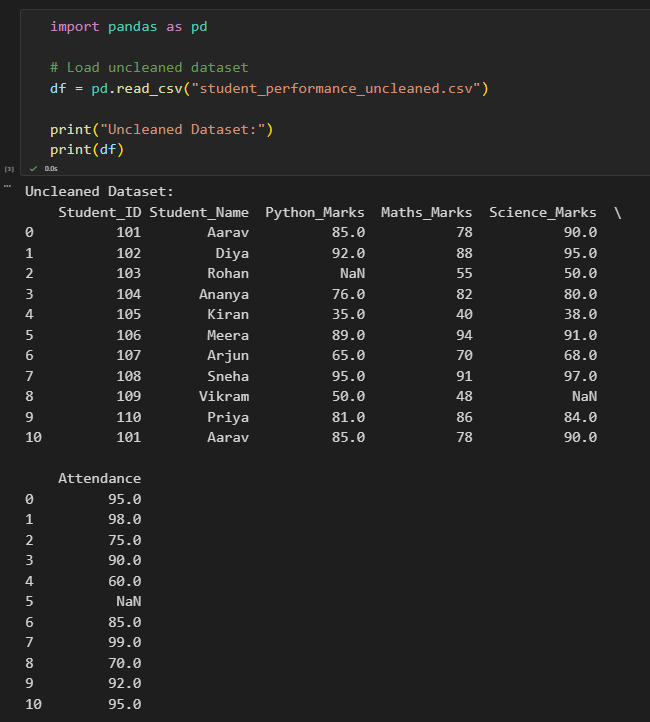 import pandas as pd
# Load uncleaned dataset
df = pd.read_csv("student_performance_uncleaned.csv")
print("Uncleaned Dataset:")
print(df)
[3] ✓ 0.0s
... Uncleaned Dataset:
Student_ID Student_Name Python_Marks Maths_Marks Science_Marks \
0 101 Aarav 85.0 78 90.0
1 102 Diya 92.0 88 95.0
2 103 Rohan NaN 55 50.0
3 104 Ananya 76.0 82 80.0
4 105 Kiran 35.0 40 38.0
5 106 Meera 89.0 94 91.0
6 107 Arjun 65.0 70 68.0
7 108 Sneha 95.0 91 97.0
8 109 Vikram 50.0 48 NaN
9 110 Priya 81.0 86 84.0
10 101 Aarav 85.0 78 90.0
Attendance
0 95.0
1 98.0
2 75.0
3 90.0
4 60.0
5 NaN
6 85.0
7 99.0
8 70.0
9 92.0
10 95.0